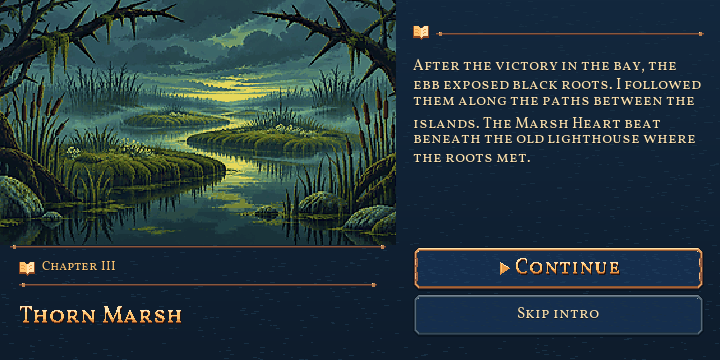 After the victory in the bay, the
ebb exposed black roots. I followed
them along the paths between the
islands. The Marsh Heart beat
beneath the old lighthouse where
the roots met.
Chapter III
Thorn Marsh
Continue
Skip intro